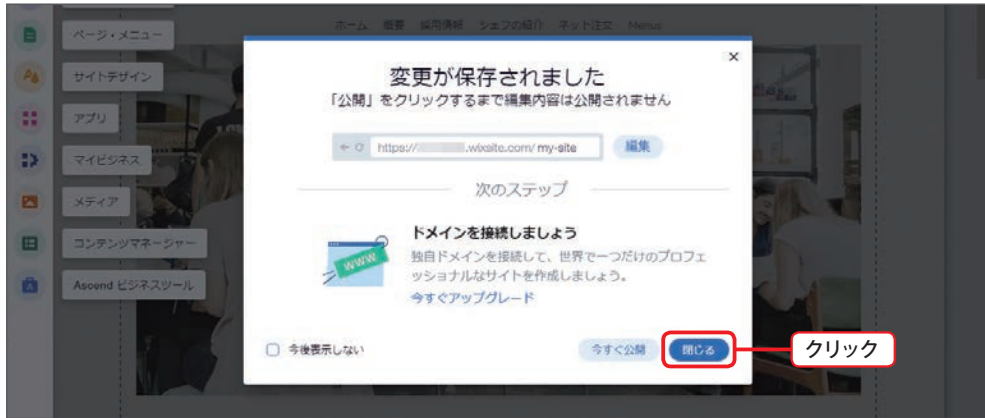 ホーム 概要 採用情報 シェフの紹介 ネット注文 Menus
ページ・メニュー
サイトデザイン
アプリ
マイビジネス
メディア
コンテンツマネージャー
Ascend ビジネスツール
×
変更が保存されました
「公開」をクリックするまで編集内容は公開されません
https:// .wixsite.com/ my-site 編集
次のステップ
ドメインを接続しましょう
独自ドメインを接続して、世界で一つだけのプロフェ
ッショナルなサイトを作成しましょう。
今すぐアップグレード
www
今後表示しない
今すぐ公開 閉じる
クリック